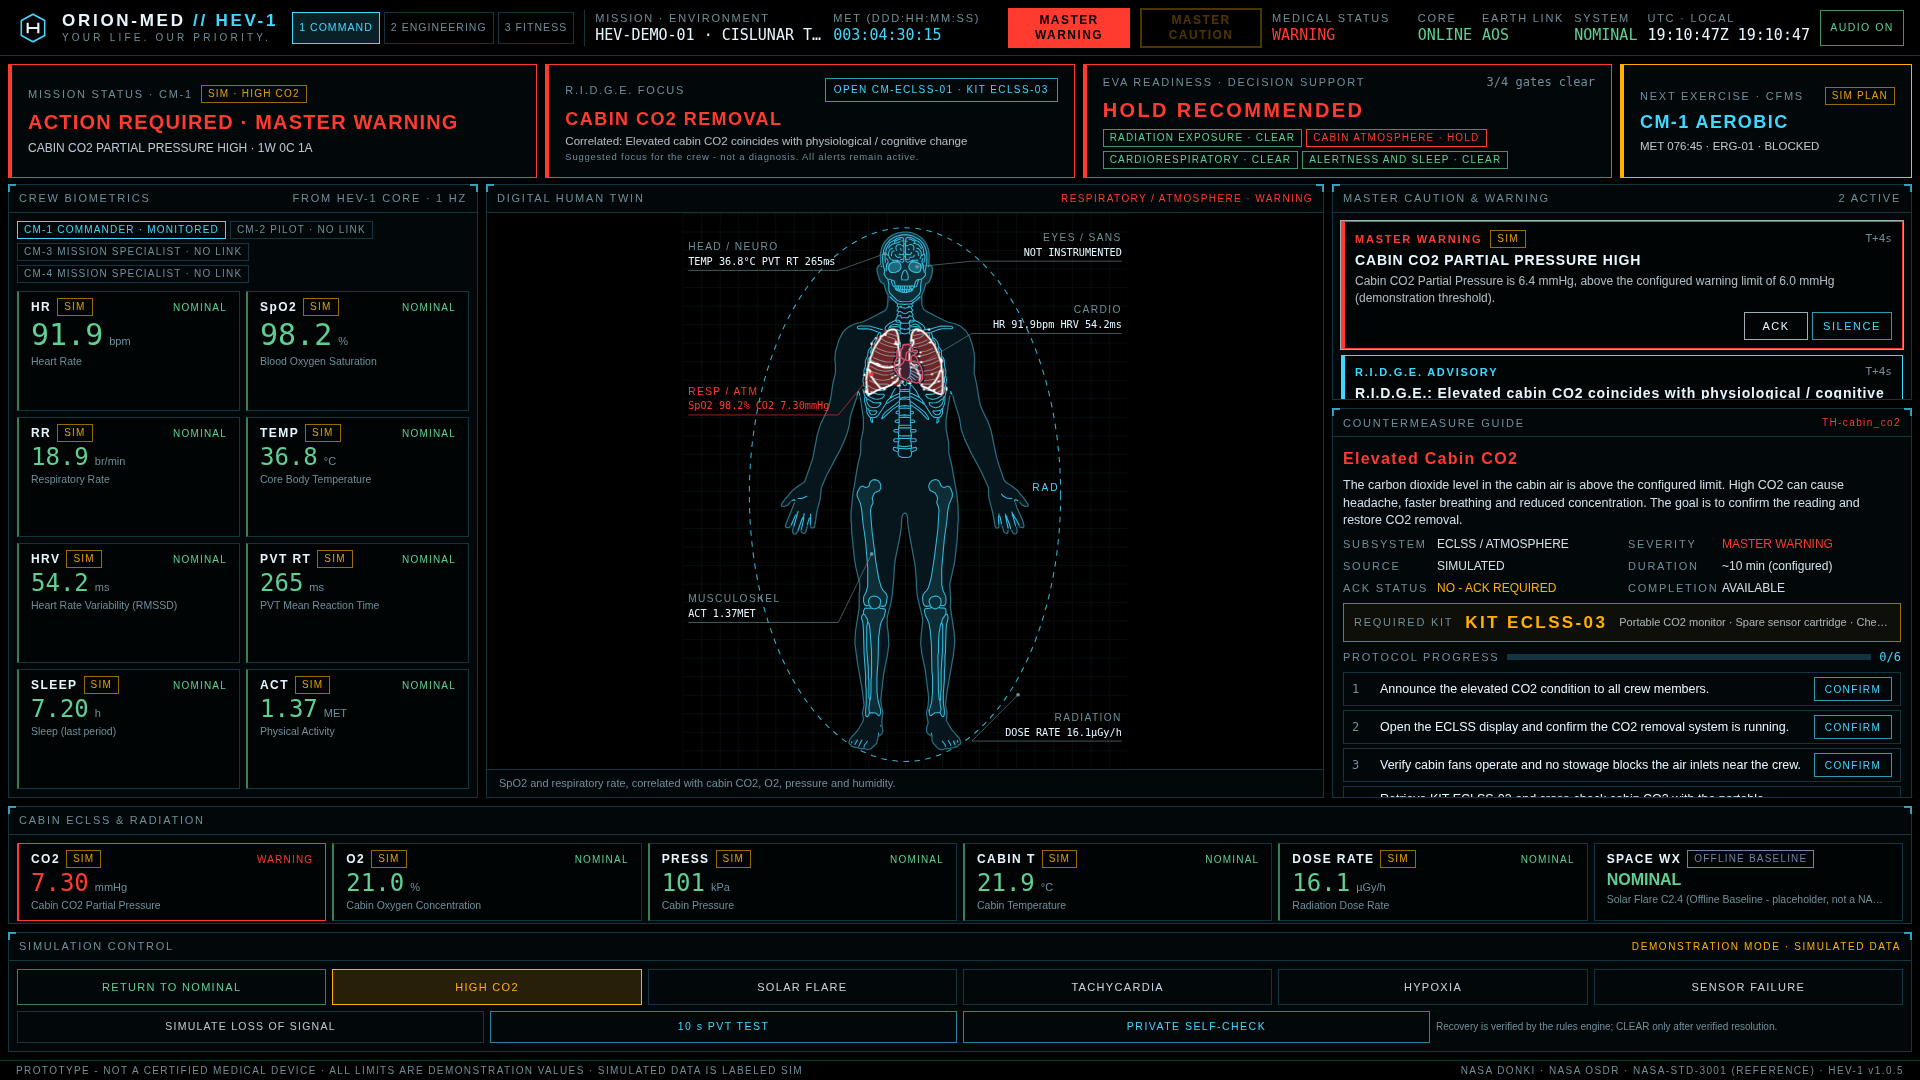 ORION-MED // HEV-1
YOUR LIFE. OUR PRIORITY.
1 COMMAND
2 ENGINEERING
3 FITNESS
MISSION · ENVIRONMENT
HEV-DEMO-01 · CISLUNAR T…
MET (DDD:HH:MM:SS)
003:04:30:15
MASTER WARNING
MASTER CAUTION
MEDICAL STATUS
WARNING
CORE
ONLINE
EARTH LINK
AOS
SYSTEM
NOMINAL
UTC · LOCAL
19:10:47Z 19:10:47
AUDIO ON
MISSION STATUS · CM-1 SIM · HIGH CO2
ACTION REQUIRED · MASTER WARNING
CABIN CO2 PARTIAL PRESSURE HIGH · 1W 0C 1A
R.I.D.G.E. FOCUS
OPEN CM-ECLSS-01 · KIT ECLSS-03
CABIN CO2 REMOVAL
Correlated: Elevated cabin CO2 coincides with physiological / cognitive change
Suggested focus for the crew - not a diagnosis. All alerts remain active.
EVA READINESS · DECISION SUPPORT
3/4 gates clear
HOLD RECOMMENDED
RADIATION EXPOSURE · CLEAR
CABIN ATMOSPHERE · HOLD
CARDIORESPIRATORY · CLEAR
ALERTNESS AND SLEEP · CLEAR
NEXT EXERCISE · CFMS
SIM PLAN
CM-1 AEROBIC
MET 076:45 · ERG-01 · BLOCKED
CREW BIOMETRICS
FROM HEV-1 CORE · 1 HZ
CM-1 COMMANDER · MONITORED
CM-2 PILOT · NO LINK
CM-3 MISSION SPECIALIST · NO LINK
CM-4 MISSION SPECIALIST · NO LINK
HR SIM NOMINAL
91.9 bpm
Heart Rate
SpO2 SIM NOMINAL
98.2 %
Blood Oxygen Saturation
RR SIM NOMINAL
18.9 br/min
Respiratory Rate
TEMP SIM NOMINAL
36.8 °C
Core Body Temperature
HRV SIM NOMINAL
54.2 ms
Heart Rate Variability (RMSSD)
PVT RT SIM NOMINAL
265 ms
PVT Mean Reaction Time
SLEEP SIM NOMINAL
7.20 h
Sleep (last period)
ACT SIM NOMINAL
1.37 MET
Physical Activity
DIGITAL HUMAN TWIN
RESPIRATORY / ATMOSPHERE · WARNING
HEAD / NEURO
TEMP 36.8°C PVT RT 265ms
EYES / SANS
NOT INSTRUMENTED
CARDIO
HR 91.9bpm HRV 54.2ms
RESP / ATM
SpO2 98.2% CO2 7.30mmHg
RAD
MUSCULOSKEL
ACT 1.37MET
RADIATION
DOSE RATE 16.1µGy/h
SpO2 and respiratory rate, correlated with cabin CO2, O2, pressure and humidity.
MASTER CAUTION & WARNING
2 ACTIVE
MASTER WARNING SIM T+4s
CABIN CO2 PARTIAL PRESSURE HIGH
Cabin CO2 Partial Pressure is 6.4 mmHg, above the configured warning limit of 6.0 mmHg
(demonstration threshold).
ACK
SILENCE
R.I.D.G.E. ADVISORY T+4s
R.I.D.G.E.: Elevated cabin CO2 coincides with physiological / cognitive
COUNTERMEASURE GUIDE
TH-cabin_co2
Elevated Cabin CO2
The carbon dioxide level in the cabin air is above the configured limit. High CO2 can cause
headache, faster breathing and reduced concentration. The goal is to confirm the reading and
restore CO2 removal.
SUBSYSTEM ECLSS / ATMOSPHERE SEVERITY MASTER WARNING
SOURCE SIMULATED DURATION ~10 min (configured)
ACK STATUS NO - ACK REQUIRED COMPLETION AVAILABLE
REQUIRED KIT KIT ECLSS-03 Portable CO2 monitor · Spare sensor cartridge · Che…
PROTOCOL PROGRESS 0/6
1 Announce the elevated CO2 condition to all crew members. CONFIRM
2 Open the ECLSS display and confirm the CO2 removal system is running. CONFIRM
3 Verify cabin fans operate and no stowage blocks the air inlets near the crew. CONFIRM
Retrieve KIT ECLSS-03 and cross-check cabin CO2 with the portable
CABIN ECLSS & RADIATION
CO2 SIM WARNING
7.30 mmHg
Cabin CO2 Partial Pressure
O2 SIM NOMINAL
21.0 %
Cabin Oxygen Concentration
PRESS SIM NOMINAL
101 kPa
Cabin Pressure
CABIN T SIM NOMINAL
21.9 °C
Cabin Temperature
DOSE RATE SIM NOMINAL
16.1 µGy/h
Radiation Dose Rate
SPACE WX OFFLINE BASELINE
NOMINAL
Solar Flare C2.4 (Offline Baseline - placeholder, not a NA…
SIMULATION CONTROL
DEMONSTRATION MODE · SIMULATED DATA
RETURN TO NOMINAL
HIGH CO2
SOLAR FLARE
TACHYCARDIA
HYPOXIA
SENSOR FAILURE
SIMULATE LOSS OF SIGNAL
10 s PVT TEST
PRIVATE SELF-CHECK
Recovery is verified by the rules engine; CLEAR only after verified resolution.
PROTOTYPE - NOT A CERTIFIED MEDICAL DEVICE · ALL LIMITS ARE DEMONSTRATION VALUES · SIMULATED DATA IS LABELED SIM
NASA DONKI · NASA OSDR · NASA-STD-3001 (REFERENCE) · HEV-1 v1.0.5